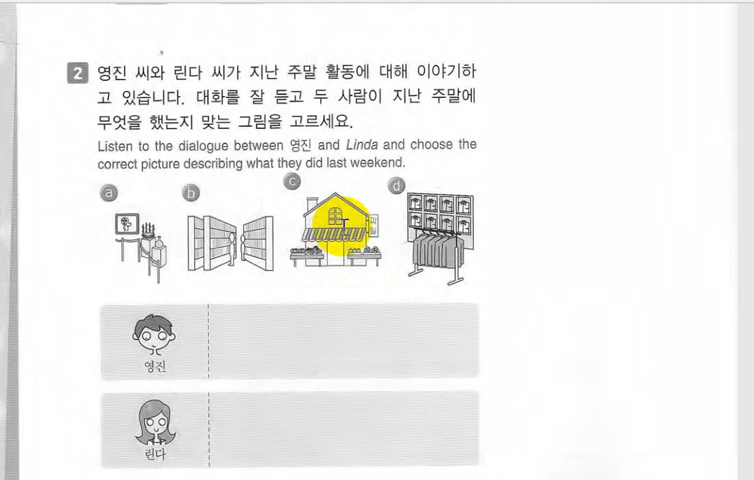 2 영진 씨와 린다 씨가 지난 주말 활동에 대해 이야기하
고 있습니다. 대화를 잘 듣고 두 사람이 지난 주말에
무엇을 했는지 맞는 그림을 고르세요.
Listen to the dialogue between 영진 and Linda and choose the
correct picture describing what they did last weekend.
a b c d
과일
영진
린다